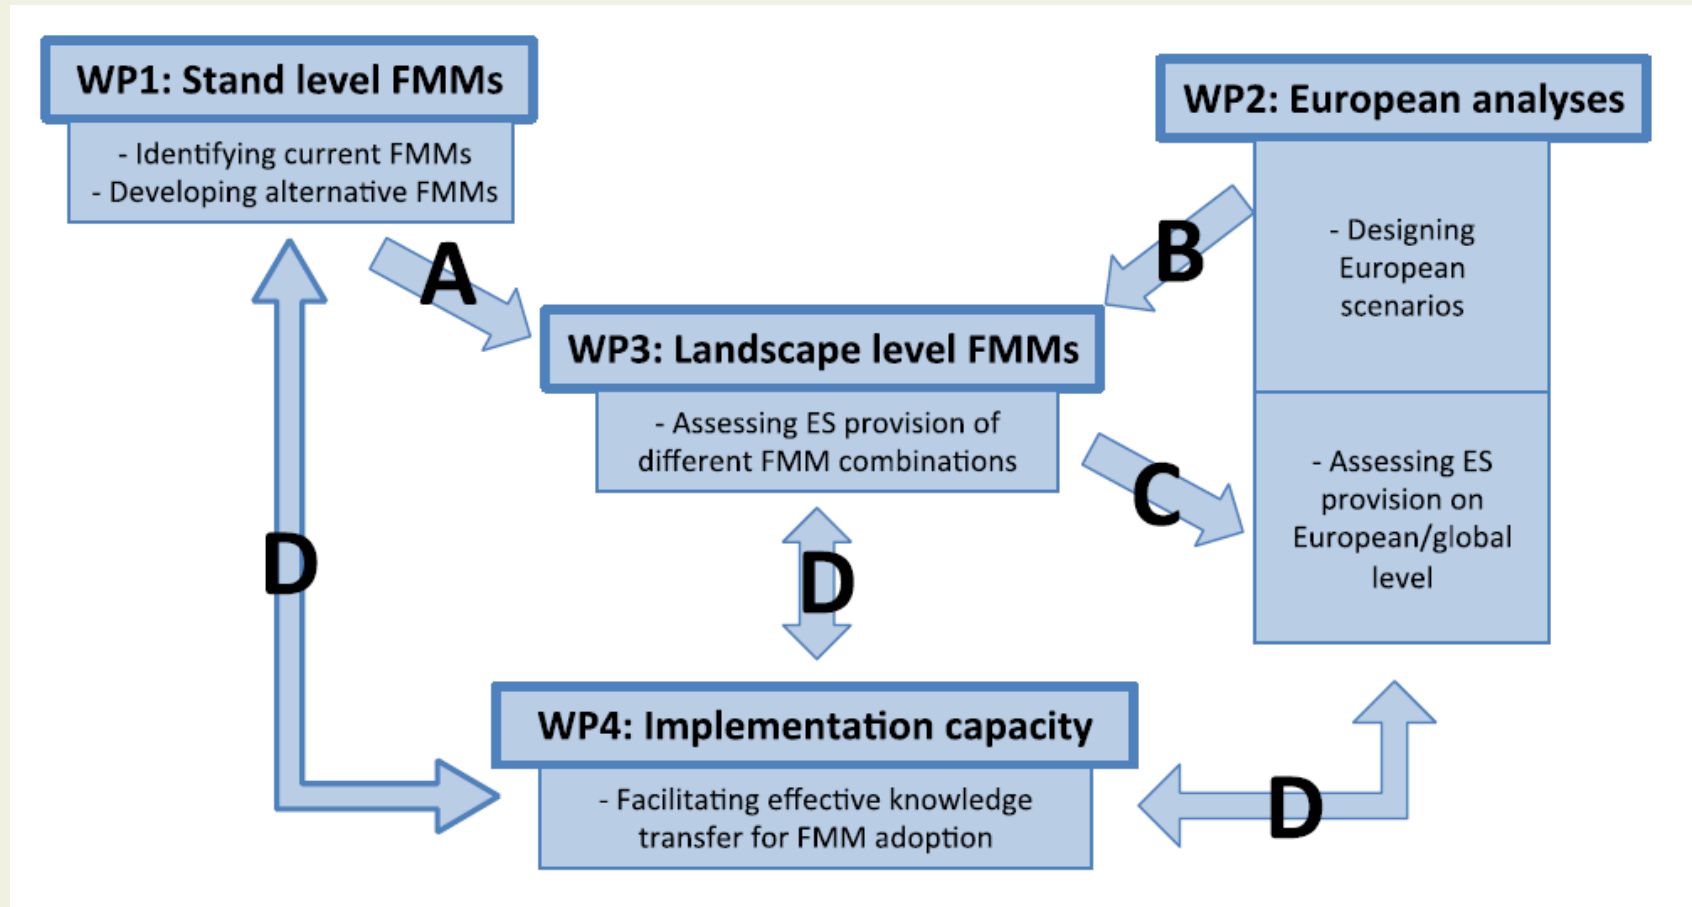 WP1: Stand level FMMs
- Identifying current FMMs
- Developing alternative FMMs
WP2: European analyses
- Designing
European
scenarios
A
B
WP3: Landscape level FMMs
- Assessing ES provision of
different FMM combinations
C
- Assessing ES
provision on
European/global
level
D
D
WP4: Implementation capacity
- Facilitating effective knowledge
transfer for FMM adoption
D